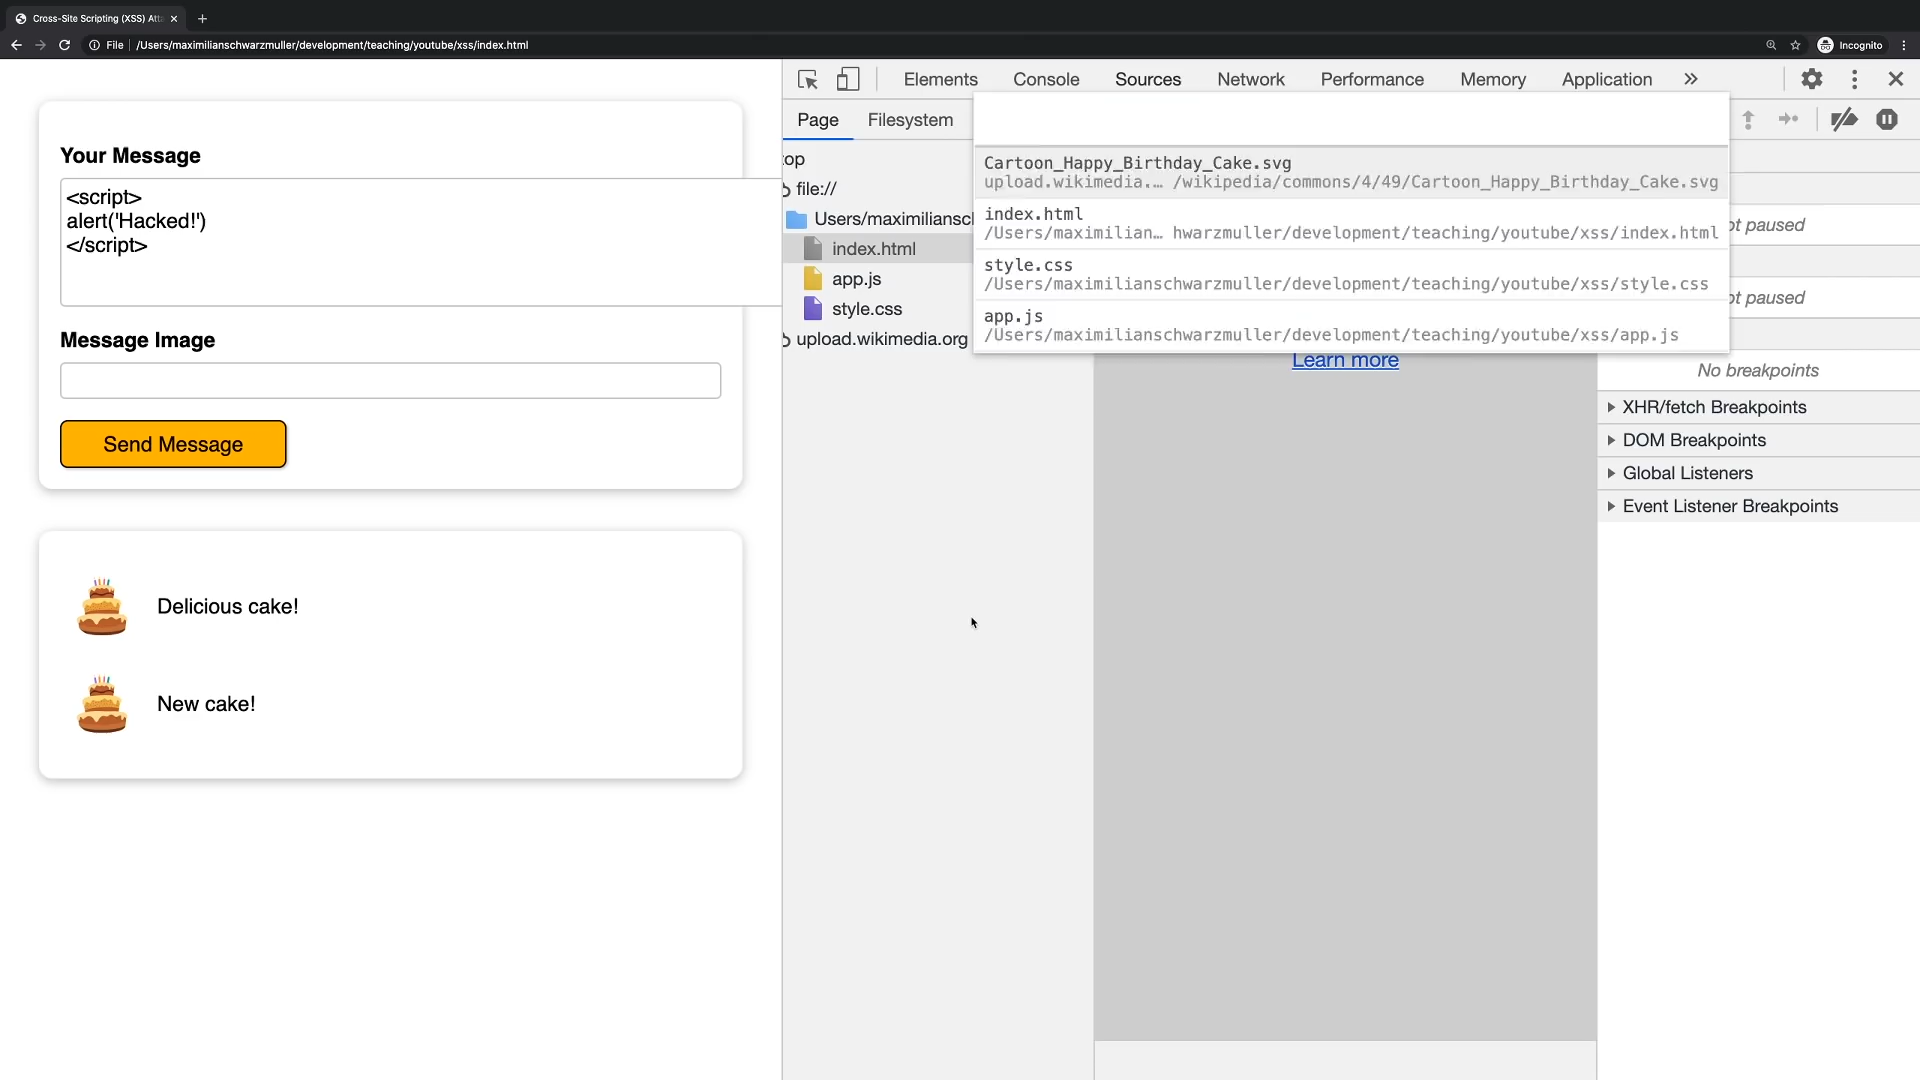 Cross-Site Scripting (XSS) Att
File /Users/maximilianschwarzmuller/development/teaching/youtube/xss/index.html
Incognito
Your Message
<script>
alert('Hacked!')
</script>
Message Image
Send Message
Delicious cake!
New cake!
Elements Console Sources Network Performance Memory Application
Page Filesystem
top
file://
Users/maximiliansch
index.html
app.js
style.css
upload.wikimedia.org
Cartoon_Happy_Birthday_Cake.svg
upload.wikimedia.… /wikipedia/commons/4/49/Cartoon_Happy_Birthday_Cake.svg
index.html
/Users/maximilian… hwarzmuller/development/teaching/youtube/xss/index.html
style.css
/Users/maximilianschwarzmuller/development/teaching/youtube/xss/style.css
app.js
/Users/maximilianschwarzmuller/development/teaching/youtube/xss/app.js
Learn more
ot paused
ot paused
No breakpoints
XHR/fetch Breakpoints
DOM Breakpoints
Global Listeners
Event Listener Breakpoints